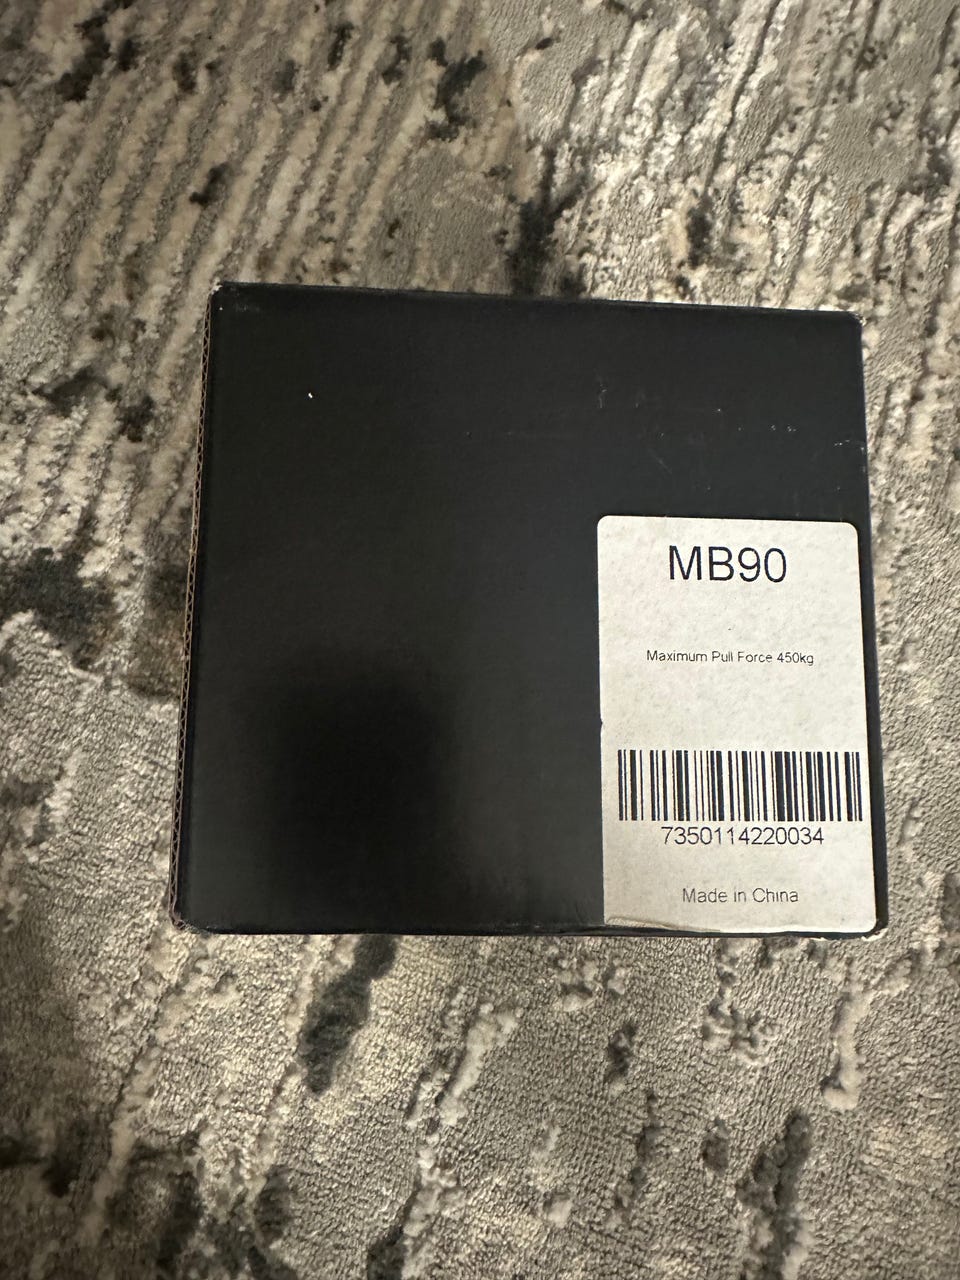 MB90
Maximum Pull Force 450kg
7350114220034
Made in China